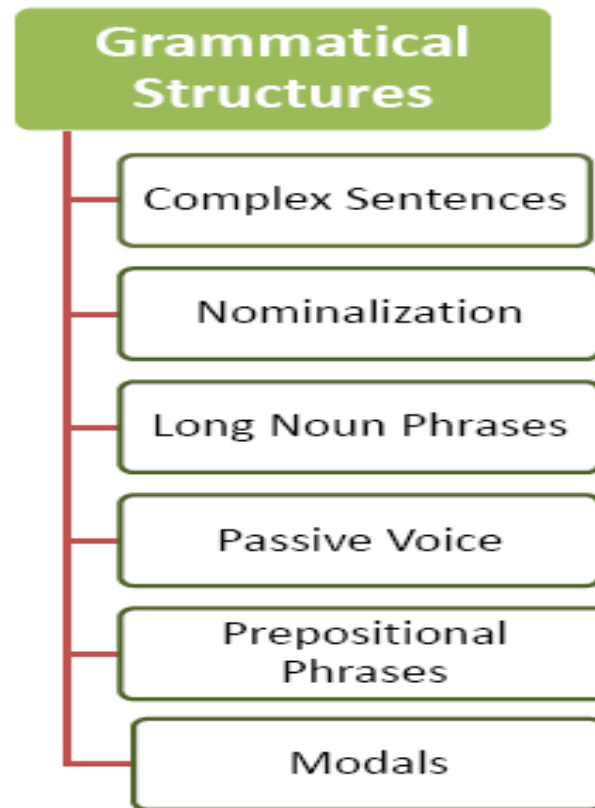 Grammatical
Structures
Complex Sentences
Nominalization
Long Noun Phrases
Passive Voice
Prepositional
Phrases
Modals